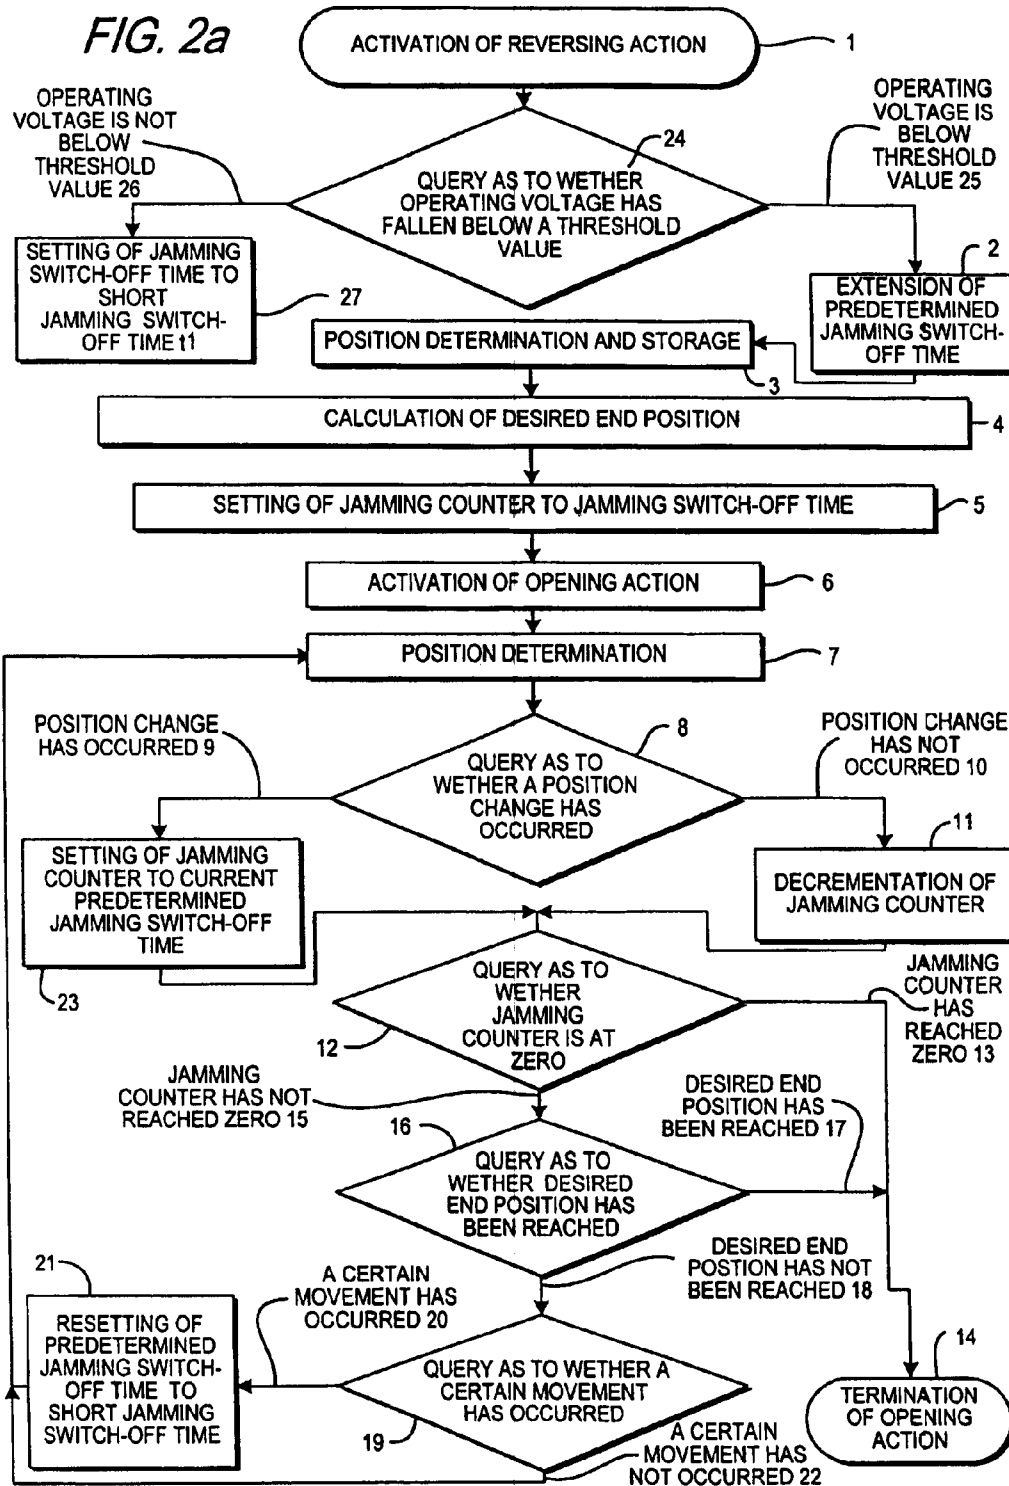 FIG. 2a
ACTIVATION OF REVERSING ACTION
1
OPERATING
VOLTAGE IS NOT
BELOW
THRESHOLD
VALUE 26
24
QUERY AS TO WETHER
OPERATING VOLTAGE HAS
FALLEN BELOW A THRESHOLD
VALUE
OPERATING
VOLTAGE IS
BELOW
THRESHOLD
VALUE 25
SETTING OF JAMMING
SWITCH-OFF TIME TO
SHORT
JAMMING SWITCH-
OFF TIME t1
27
2
EXTENSION OF
PREDETERMINED
JAMMING SWITCH-
OFF TIME
POSITION DETERMINATION AND STORAGE
3
CALCULATION OF DESIRED END POSITION
4
SETTING OF JAMMING COUNTER TO JAMMING SWITCH-OFF TIME
5
ACTIVATION OF OPENING ACTION
6
POSITION DETERMINATION
7
POSITION CHANGE
HAS OCCURRED 9
8
QUERY AS TO
WETHER A POSITION
CHANGE HAS
OCCURRED
POSITION CHANGE
HAS NOT
OCCURRED 10
SETTING OF JAMMING
COUNTER TO CURRENT
PREDETERMINED
JAMMING SWITCH-OFF
TIME
23
11
DECREMENTATION OF
JAMMING COUNTER
QUERY AS TO
WETHER
JAMMING
COUNTER IS AT
ZERO
12
JAMMING
COUNTER
HAS
REACHED
ZERO 13
JAMMING
COUNTER HAS NOT
REACHED ZERO 15
16
QUERY AS TO
WETHER DESIRED
END POSITION HAS
BEEN REACHED
DESIRED END
POSITION HAS
BEEN REACHED 17
DESIRED END
POSTION HAS NOT
BEEN REACHED 18
21
RESETTING OF
PREDETERMINED
JAMMING SWITCH-
OFF TIME TO
SHORT JAMMING
SWITCH-OFF TIME
A CERTAIN
MOVEMENT HAS
OCCURRED 20
QUERY AS TO WETHER A
CERTAIN MOVEMENT
HAS OCCURRED
19
A CERTAIN
MOVEMENT HAS
NOT OCCURRED 22
14
TERMINATION
OF OPENING
ACTION